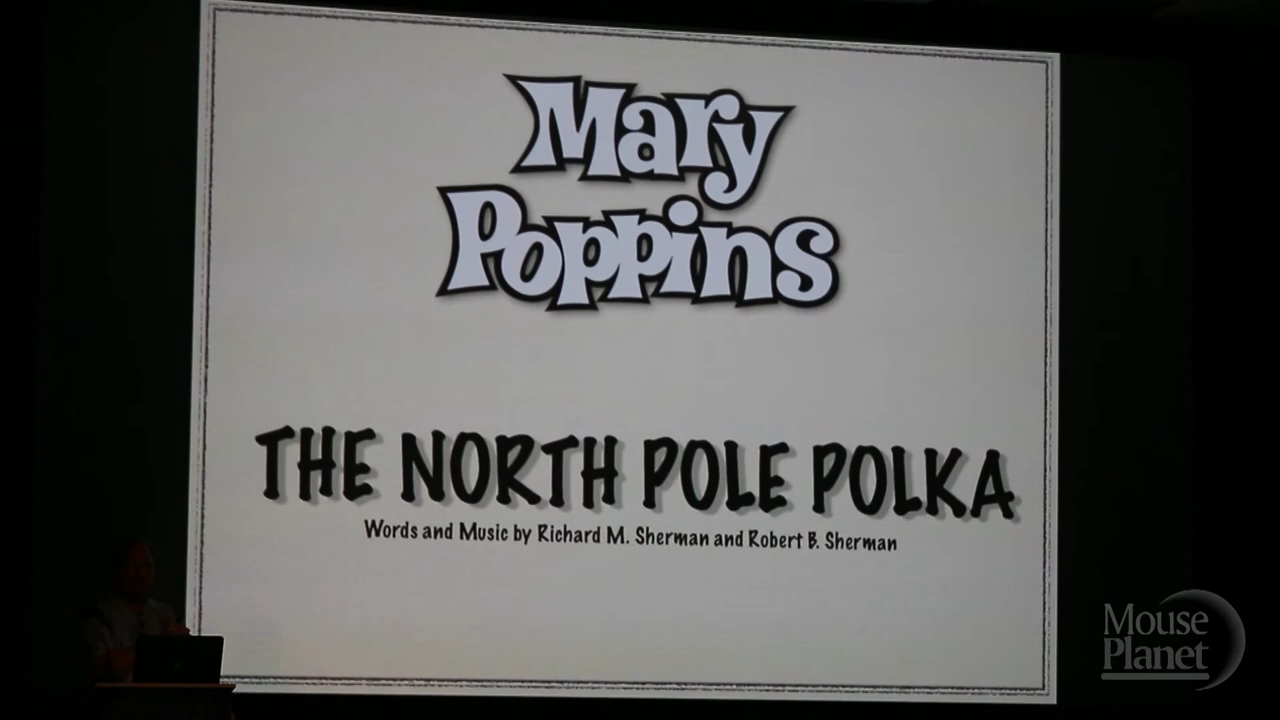 Mary
Poppins
THE NORTH POLE POLKA
Words and Music by Richard M. Sherman and Robert B. Sherman
Mouse
Planet